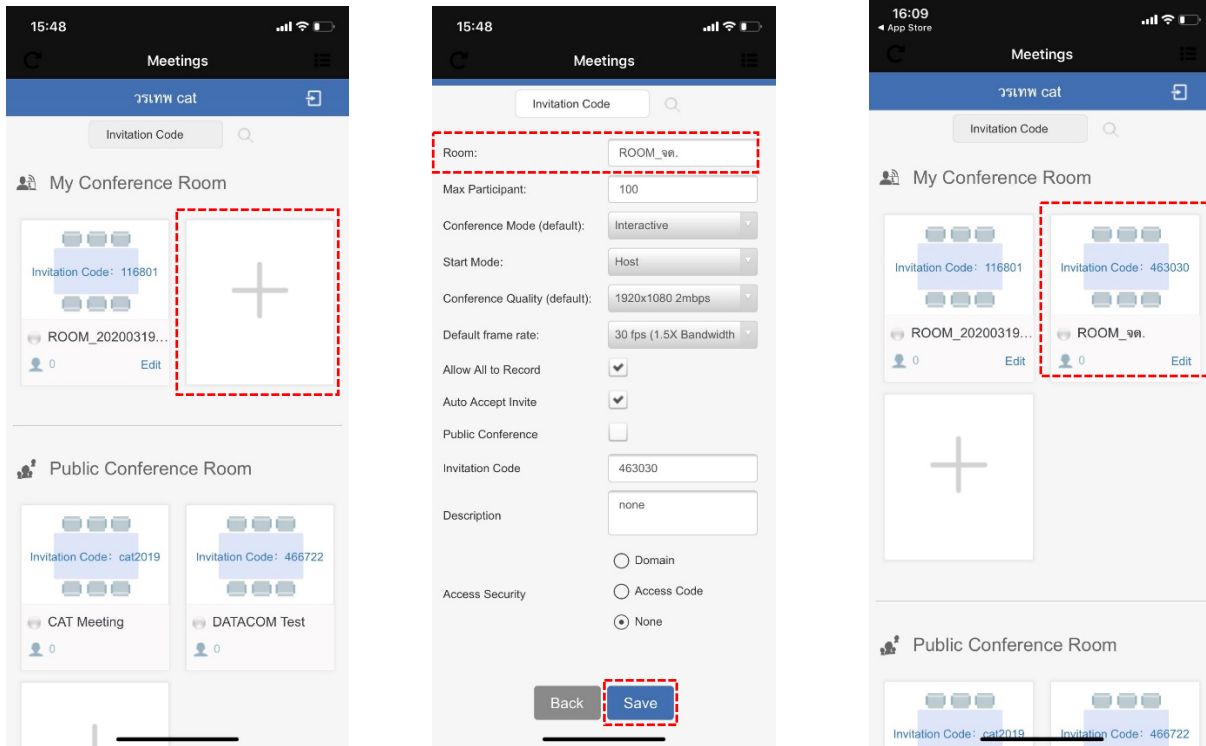 15:48
Meetings
วรเทพ cat
Invitation Code
My Conference Room
Invitation Code: 116801
ROOM_20200319...
0
Edit
Public Conference Room
Invitation Code: cat2019
Invitation Code: 466722
CAT Meeting
DATACOM Test
0
0
15:48
Meetings
Invitation Code
Room:
ROOM_จต.
Max Participant:
100
Conference Mode (default):
Interactive
Start Mode:
Host
Conference Quality (default):
1920x1080 2mbps
Default frame rate:
30 fps (1.5X Bandwidth
Allow All to Record
Auto Accept Invite
Public Conference
Invitation Code
463030
Description
none
Access Security
Domain
Access Code
None
Back
Save
16:09
App Store
Meetings
วรเทพ cat
Invitation Code
My Conference Room
Invitation Code: 116801
Invitation Code: 463030
ROOM_20200319...
ROOM_จต.
0
Edit
0
Edit
Public Conference Room
Invitation Code: cat2019
Invitation Code: 466722